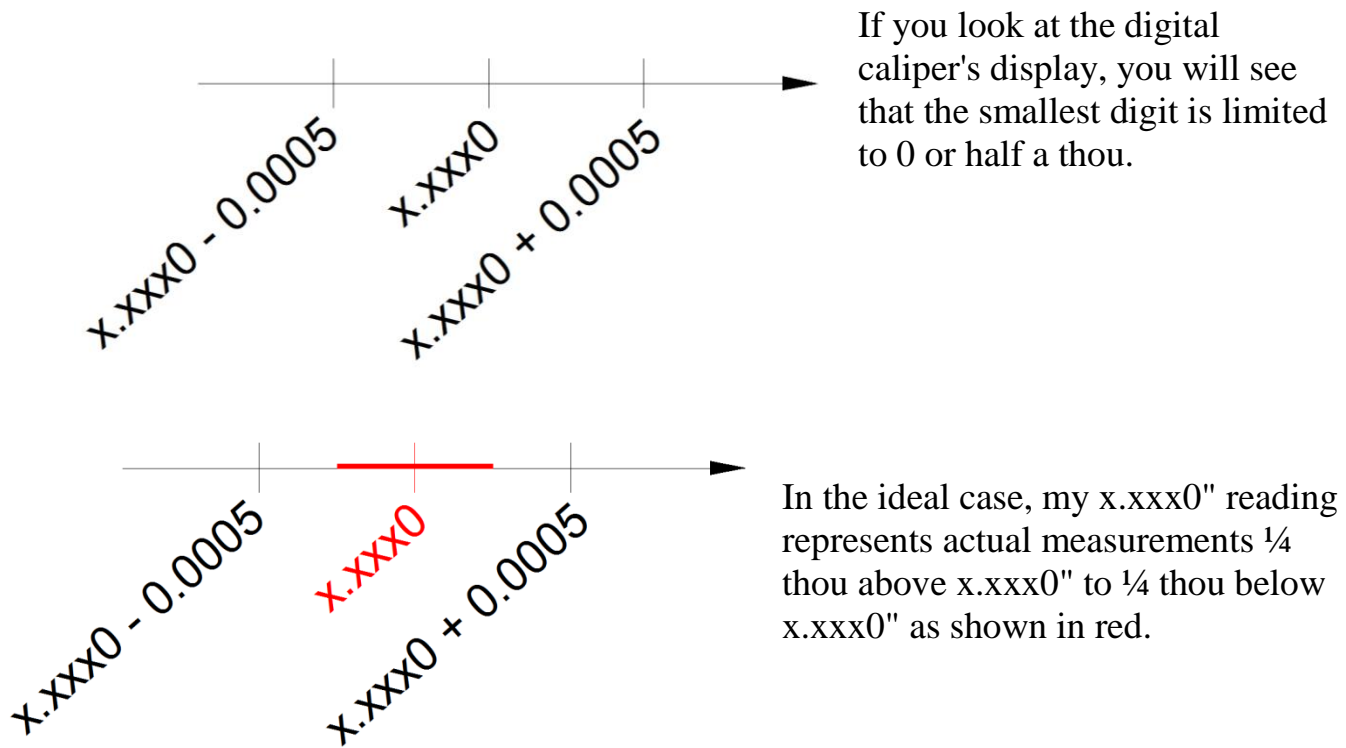 If you look at the digital
caliper's display, you will see
that the smallest digit is limited
to 0 or half a thou.
x.xxx0 - 0.0005
x.xxx0
x.xxx0 + 0.0005
In the ideal case, my x.xxx0" reading
represents actual measurements ¼
thou above x.xxx0" to ¼ thou below
x.xxx0" as shown in red.
x.xxx0 - 0.0005
x.xxx0
x.xxx0 + 0.0005